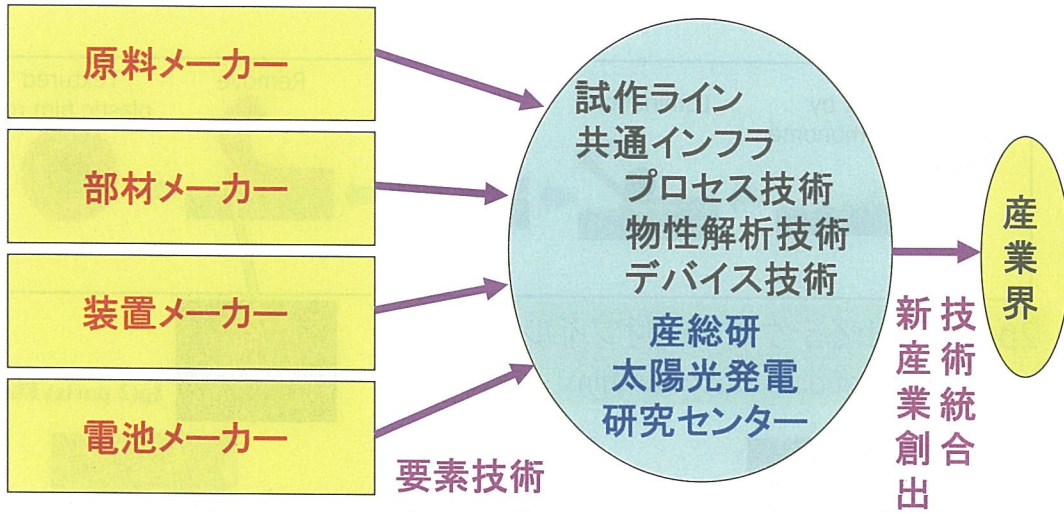 原料メーカー
部材メーカー
装置メーカー
電池メーカー
要素技術
試作ライン
共通インフラ
プロセス技術
物性解析技術
デバイス技術
産総研
太陽光発電
研究センター
技術統合
新産業創出
産業界
Remove
Textured
by